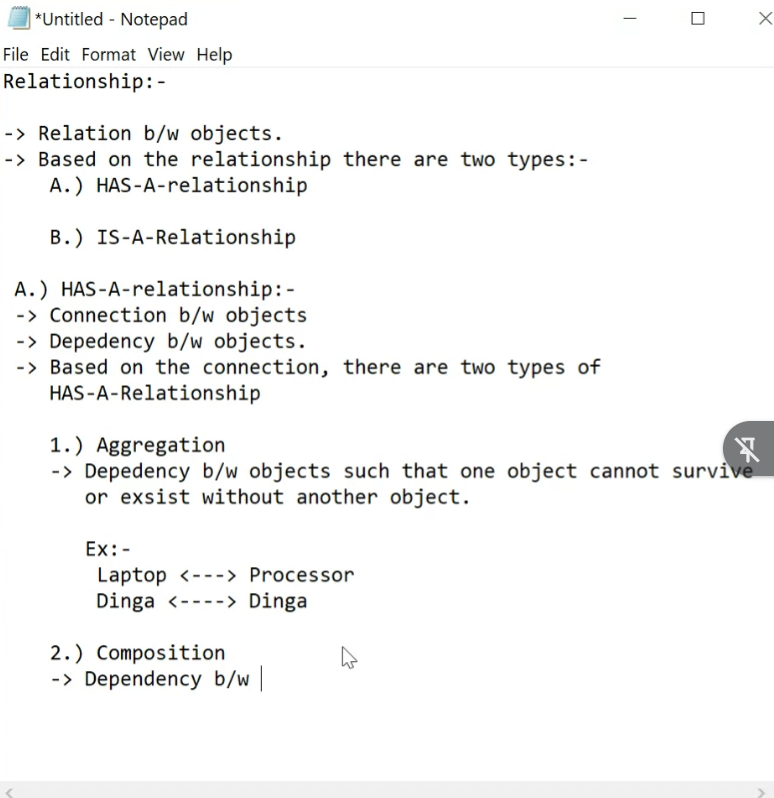 *Untitled - Notepad
File Edit Format View Help
Relationship:-
-> Relation b/w objects.
-> Based on the relationship there are two types:-
A.) HAS-A-relationship
B.) IS-A-Relationship
A.) HAS-A-relationship:-
-> Connection b/w objects
-> Depedency b/w objects.
-> Based on the connection, there are two types of
HAS-A-Relationship
1.) Aggregation
-> Depedency b/w objects such that one object cannot survive
or exsist without another object.
Ex:-
Laptop <---> Processor
Dinga <----> Dinga
2.) Composition
-> Dependency b/w